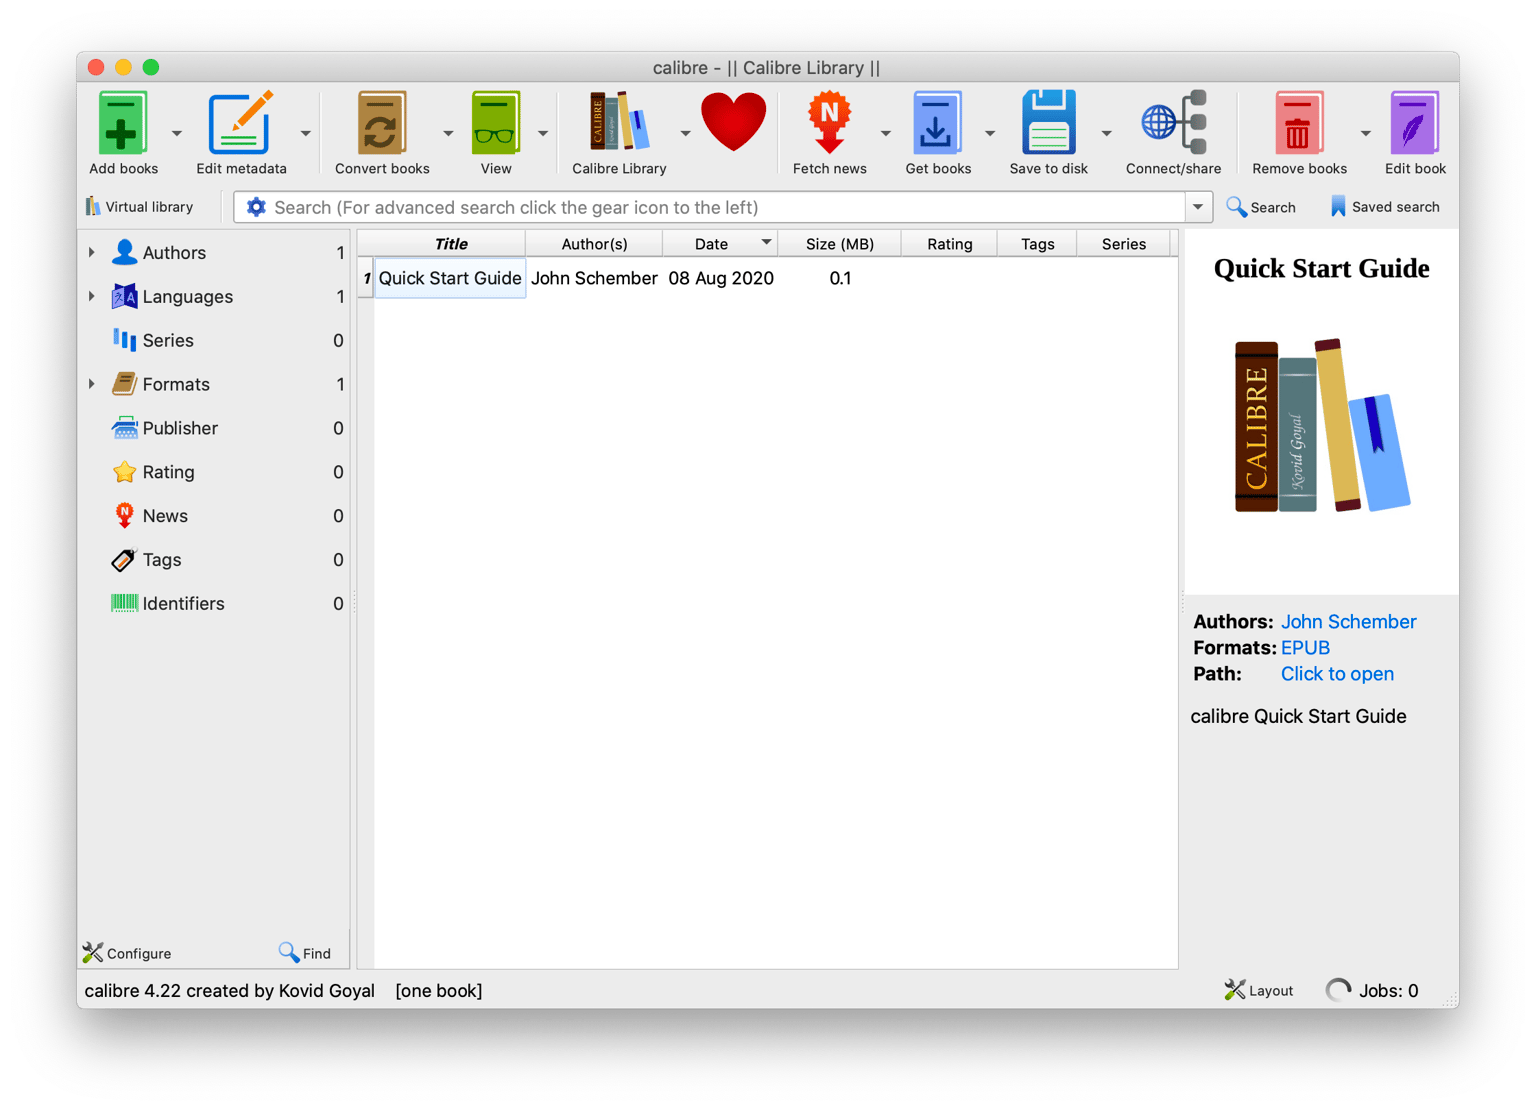 calibre - || Calibre Library ||
Add books
Edit metadata
Convert books
View
Calibre Library
Fetch news
Get books
Save to disk
Connect/share
Remove books
Edit book
Virtual library
Search (For advanced search click the gear icon to the left)
Search
Saved search
Authors 1
Languages 1
Series 0
Formats 1
Publisher 0
Rating 0
News 0
Tags 0
Identifiers 0
Configure
Find
Title Author(s) Date Size (MB) Rating Tags Series
1 Quick Start Guide John Schember 08 Aug 2020 0.1
Quick Start Guide
CALIBRE
Kovid Goyal
Authors: John Schember
Formats: EPUB
Path: Click to open
calibre Quick Start Guide
calibre 4.22 created by Kovid Goyal [one book]
Layout
Jobs: 0